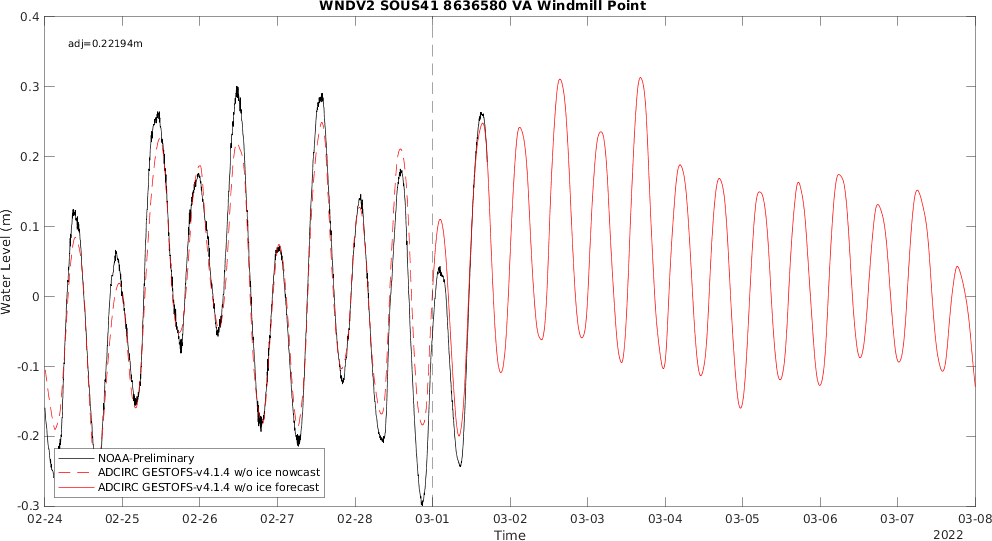 WNDV2 SOUS41 8636580 VA Windmill Point
adj=0.22194m
0.4
0.3
0.2
0.1
0
-0.1
-0.2
-0.3
Water Level (m)
NOAA-Preliminary
ADCIRC GESTOFS-v4.1.4 w/o ice nowcast
ADCIRC GESTOFS-v4.1.4 w/o ice forecast
02-24 02-25 02-26 02-27 02-28 03-01 03-02 03-03 03-04 03-05 03-06 03-07 03-08
Time
2022